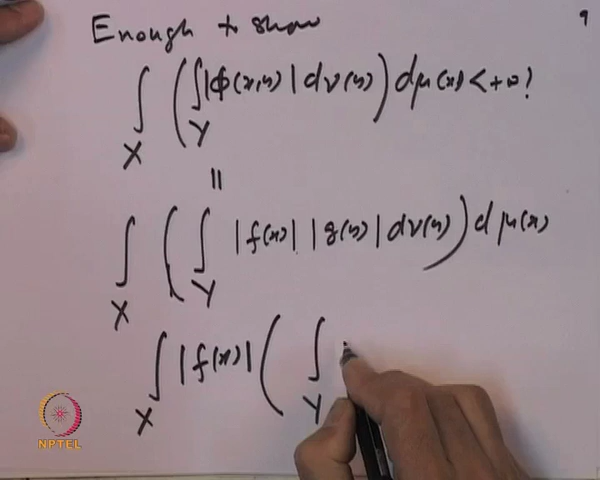 Enough to show 9
∫_X ( ∫_Y |ϕ(x,y)| dν(y) ) dμ(x) < +∞ ?
||
∫_X ( ∫_Y |f(x)| |g(y)| dν(y) ) dμ(x)
∫_X |f(x)| ( ∫_Y
NPTEL